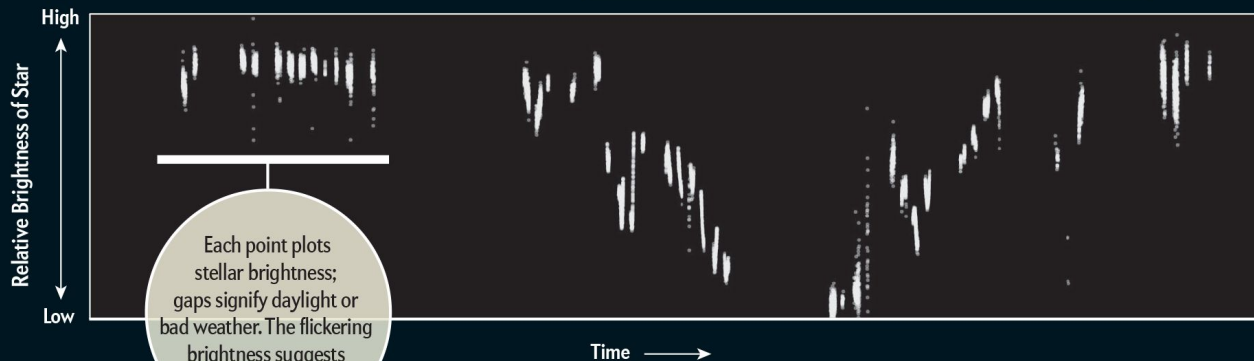 High
Relative Brightness of Star
Low
Each point plots
stellar brightness;
gaps signify daylight or
bad weather. The flickering
brightness suggests
Time